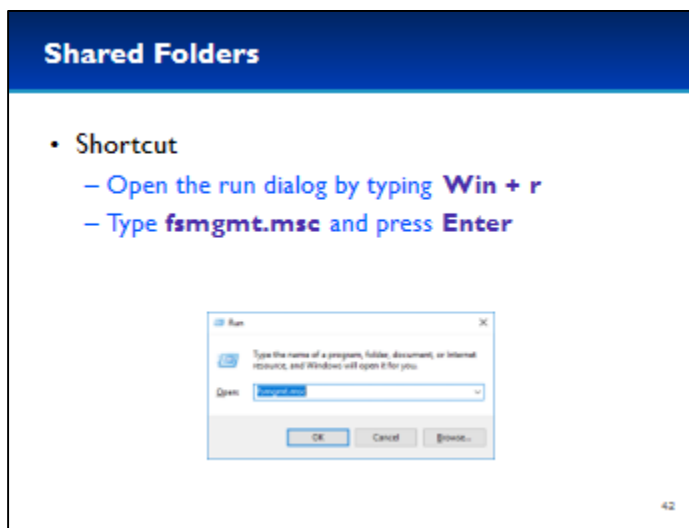 Shared Folders
• Shortcut
– Open the run dialog by typing Win + r
– Type fsmgmt.msc and press Enter
Run
Type the name of a program, folder, document, or Internet
resource, and Windows will open it for you.
Open: fsmgmt.msc
OK Cancel Browse...
42